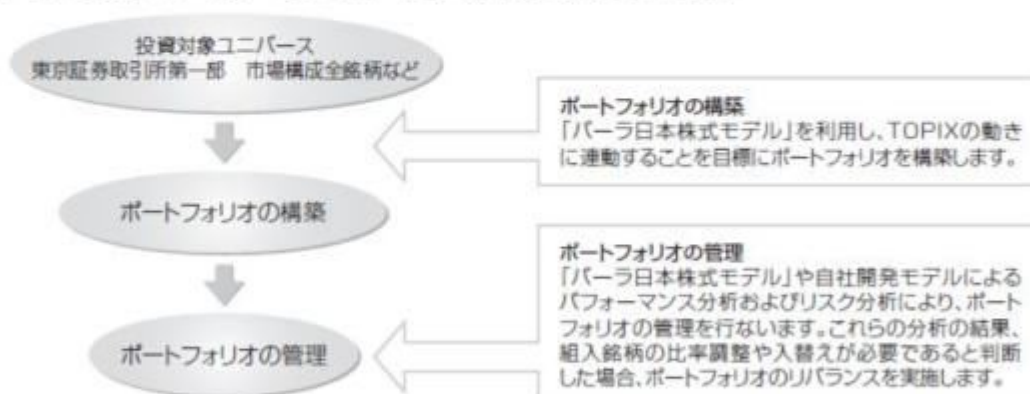 投資対象ユニバース
東京証券取引所第一部　市場構成全銘柄など
ポートフォリオの構築
「バーラ日本株式モデル」を利用し、TOPIXの動き
に連動することを目標にポートフォリオを構築します。
ポートフォリオの構築
ポートフォリオの管理
「バーラ日本株式モデル」や自社開発モデルによる
パフォーマンス分析およびリスク分析により、ポート
フォリオの管理を行ないます。これらの分析の結果、
組入銘柄の比率調整や入替えが必要であると判断
した場合、ポートフォリオのリバランスを実施します。
ポートフォリオの管理